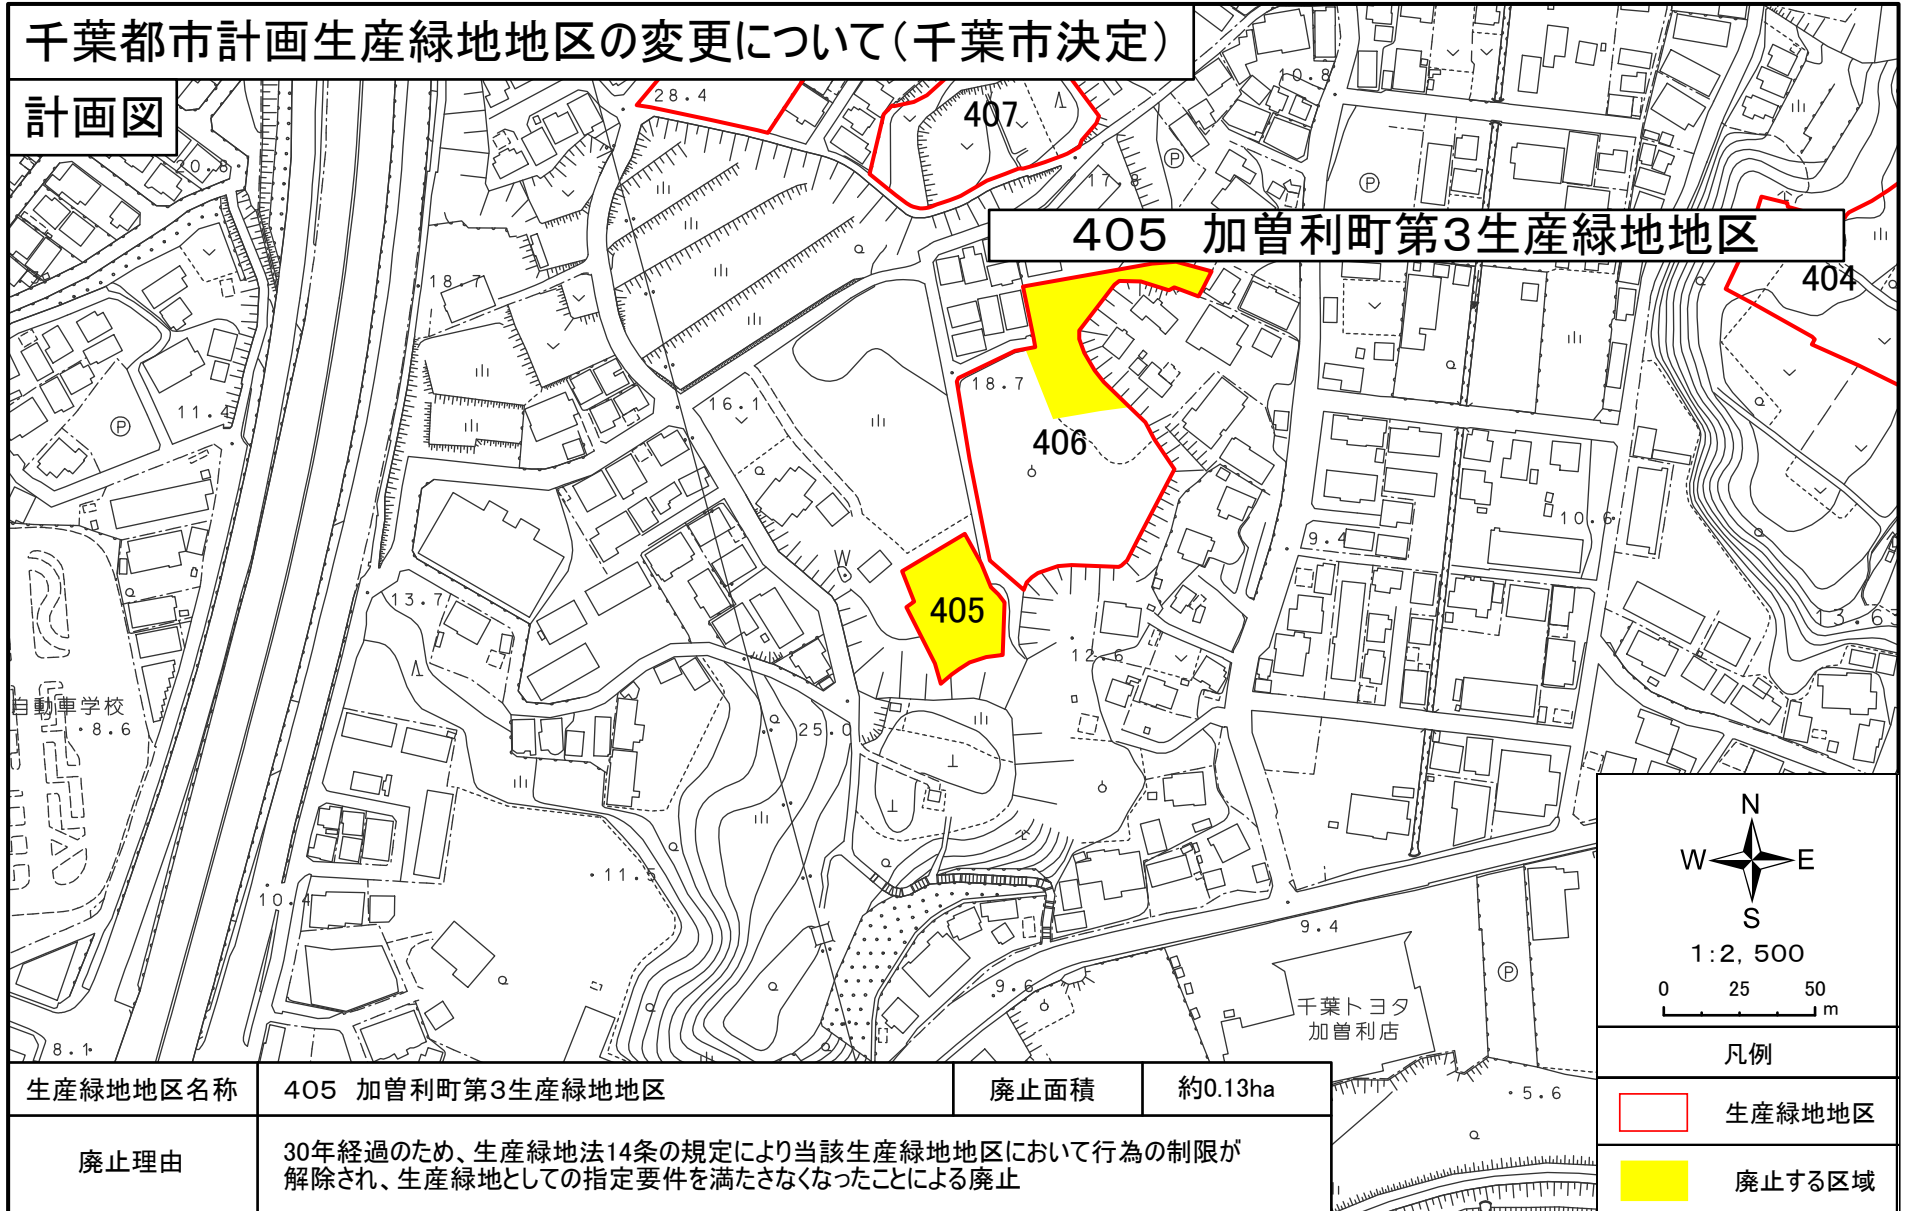 千葉都市計画生産緑地地区の変更について(千葉市決定)
計画図
28.4
407
10.8
20.8
17.8
405 加曽利町第3生産緑地地区
404
18.7
18.7
16.1
11.4
406
10.6
9.4
W
13.7
405
13.6
12.6
自動車学校
8.6
25.0
11.5
10.4
9.4
9.6
千葉トヨタ
加曽利店
8.1
5.6
P
P
P
P
N
W E
S
1:2,500
0 25 50
m
凡例
生産緑地地区
廃止する区域
生産緑地地区名称 405 加曽利町第3生産緑地地区 廃止面積 約0.13ha
廃止理由
30年経過のため、生産緑地法14条の規定により当該生産緑地地区において行為の制限が
解除され、生産緑地としての指定要件を満たさなくなったことによる廃止